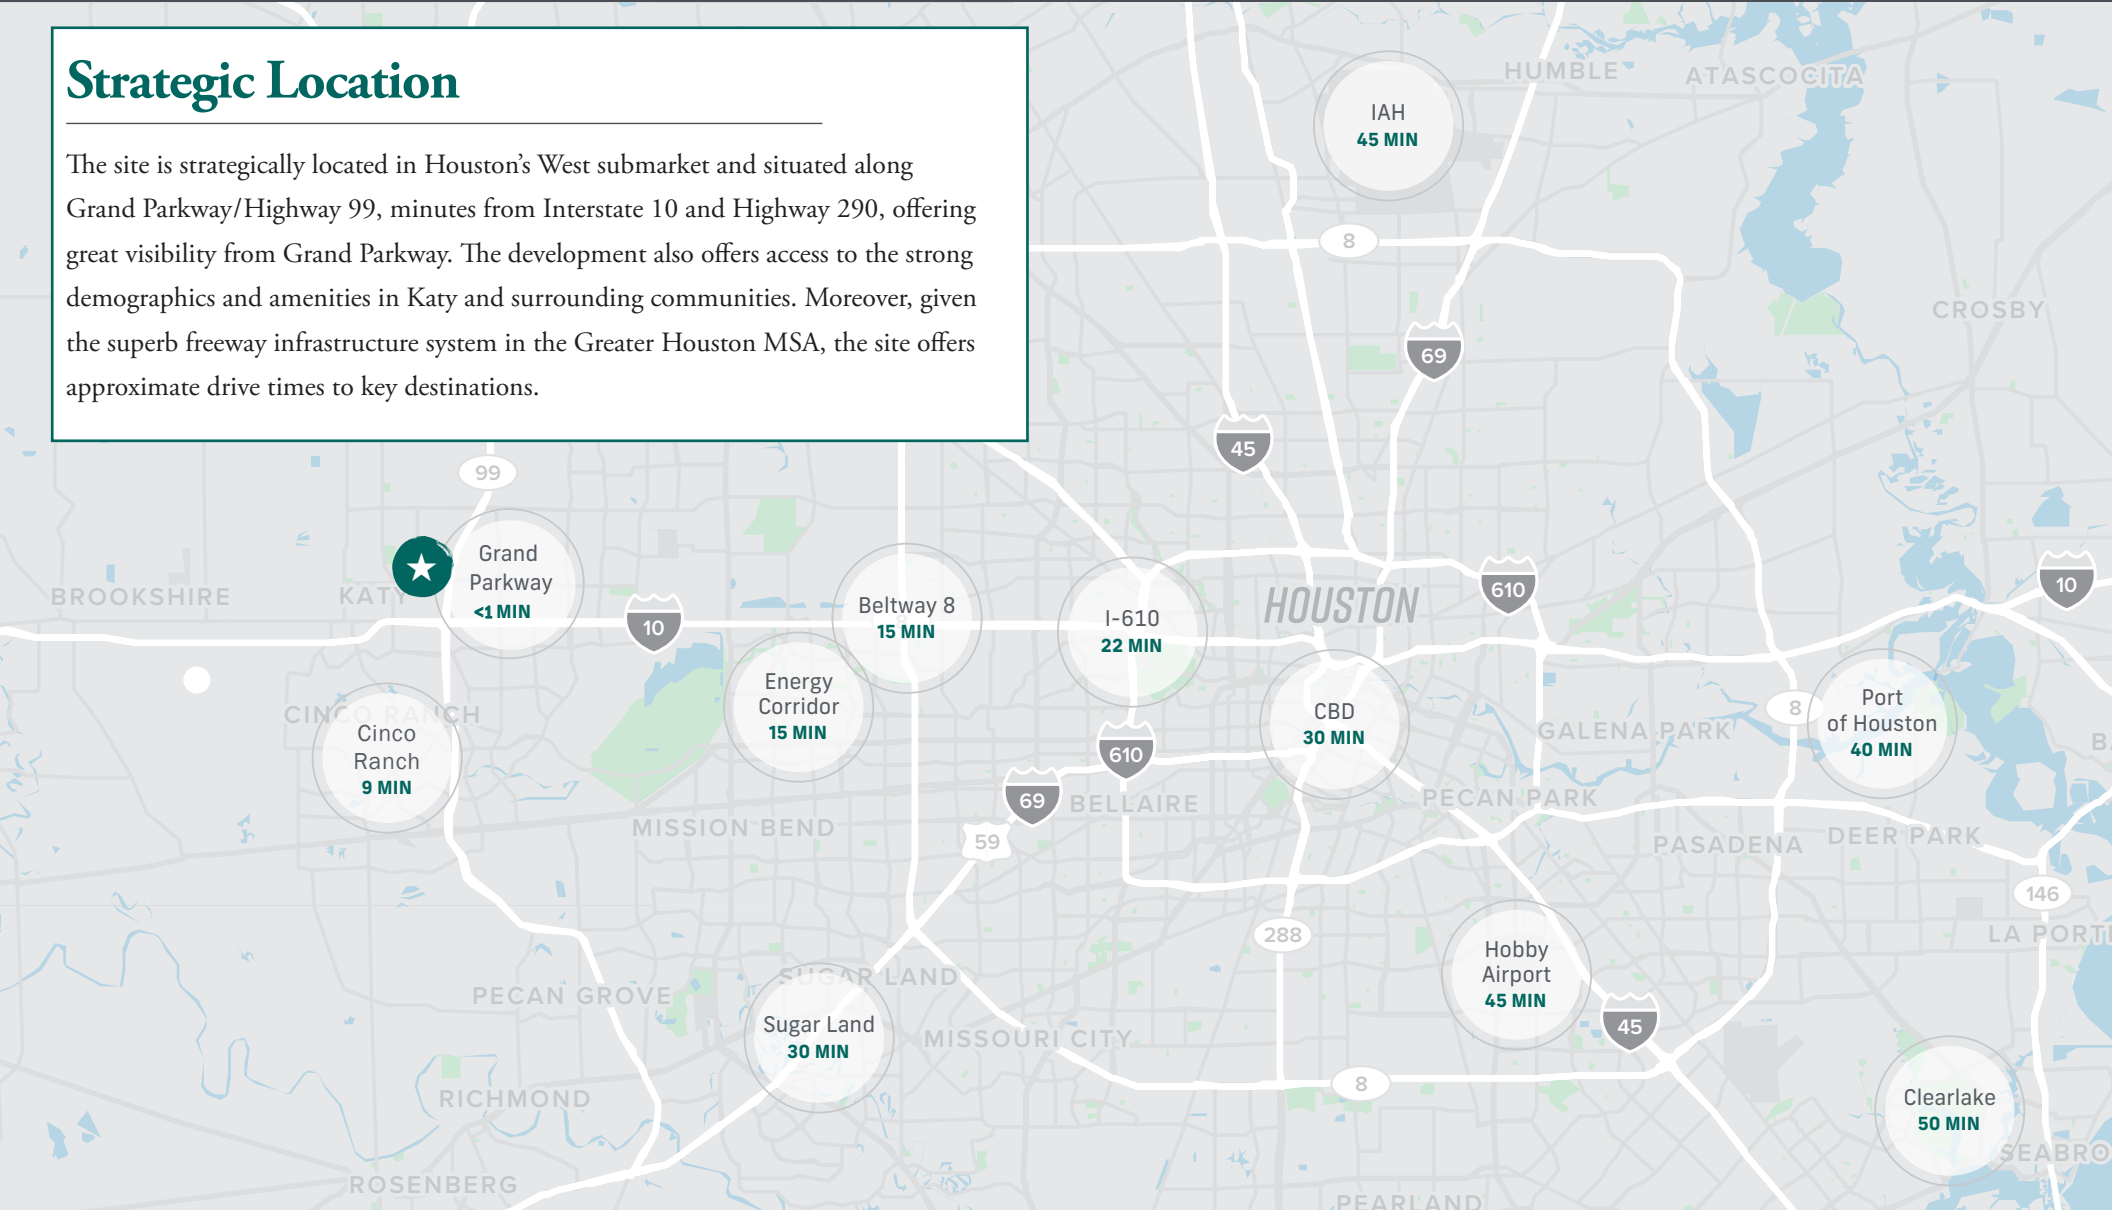 Strategic Location
The site is strategically located in Houston’s West submarket and situated along
Grand Parkway/Highway 99, minutes from Interstate 10 and Highway 290, offering
great visibility from Grand Parkway. The development also offers access to the strong
demographics and amenities in Katy and surrounding communities. Moreover, given
the superb freeway infrastructure system in the Greater Houston MSA, the site offers
approximate drive times to key destinations.
HUMBLE
ATASCOCITA
IAH
45 MIN
8
CROSBY
69
45
99
Grand
Parkway
<1 MIN
BROOKSHIRE
KATY
10
Beltway 8
15 MIN
I-610
22 MIN
HOUSTON
610
10
Energy
Corridor
15 MIN
CINCO RANCH
Cinco
Ranch
9 MIN
CBD
30 MIN
GALENA PARK
8
Port
of Houston
40 MIN
B
610
69
BELLAIRE
PECAN PARK
MISSION BEND
59
PASADENA
DEER PARK
146
288
LA PORT
Hobby
Airport
45 MIN
SUGAR LAND
PECAN GROVE
Sugar Land
30 MIN
MISSOURI CITY
45
RICHMOND
8
Clearlake
50 MIN
SEABRO
ROSENBERG
PEARLAND